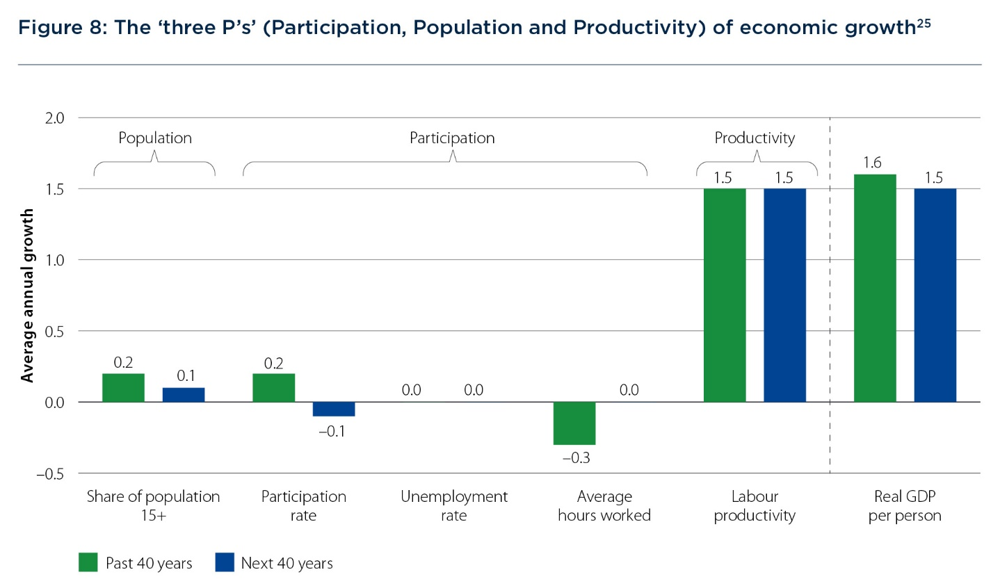 Figure 8: The ‘three P’s’ (Participation, Population and Productivity) of economic growth25
Average annual growth
2.0
1.5
1.0
0.5
0.0
–0.5
Population
Participation
Productivity
0.2
0.1
0.2
–0.1
0.0
0.0
–0.3
0.0
1.5
1.5
1.6
1.5
Share of population
15+
Participation
rate
Unemployment
rate
Average
hours worked
Labour
productivity
Real GDP
per person
Past 40 years
Next 40 years